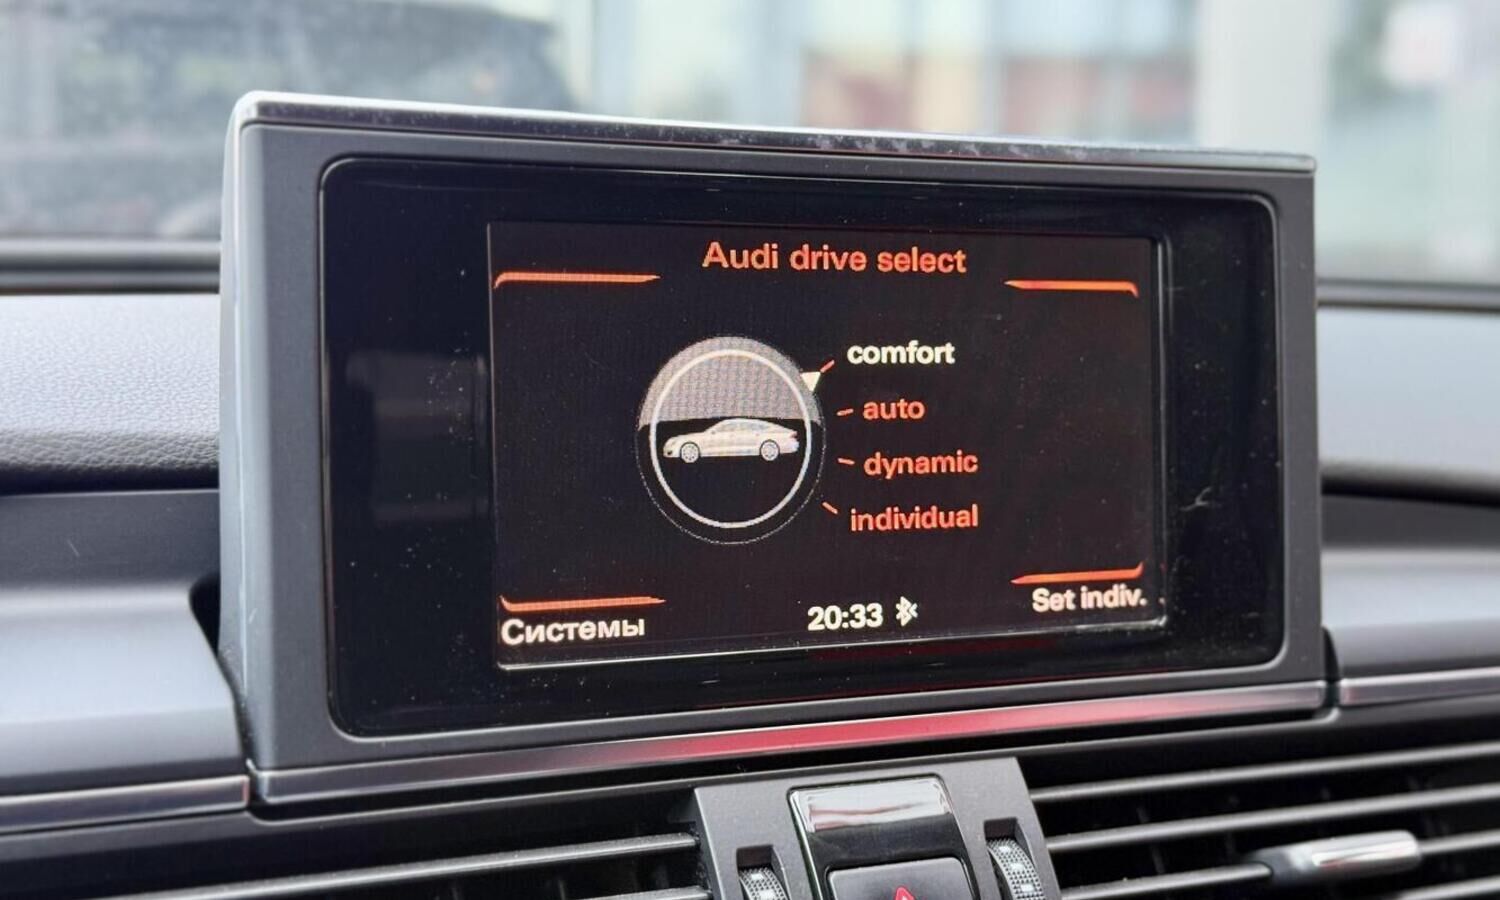 Audi drive select
comfort
auto
dynamic
individual
Set indiv.
Системы
20:33